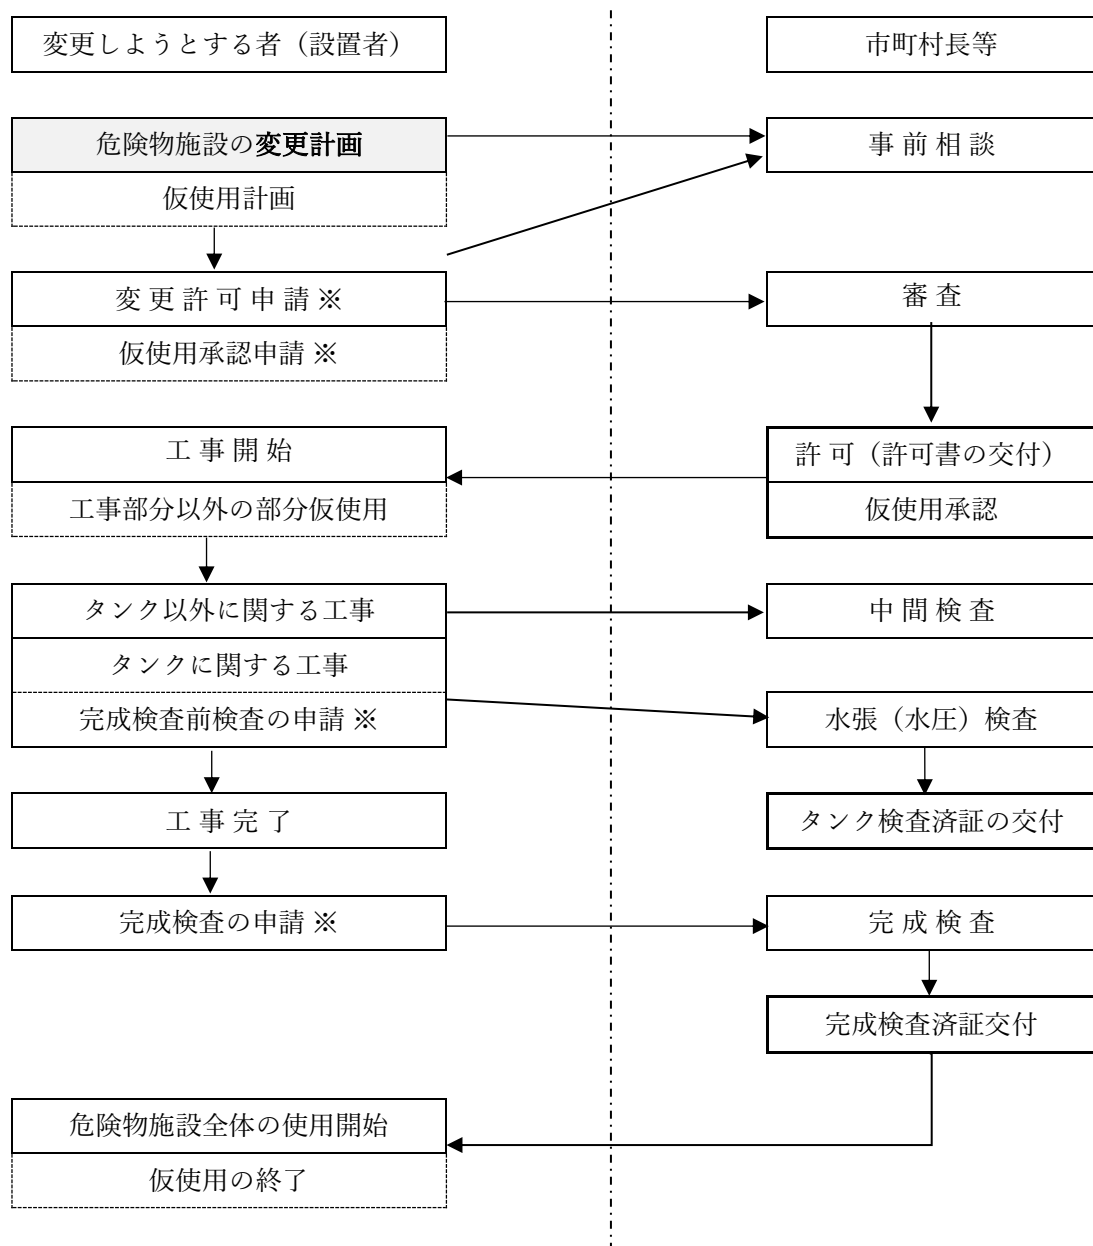 変更しようとする者（設置者）
市町村長等
危険物施設の変更計画
事 前 相 談
仮使用計画
変 更 許 可 申 請 ※
審 査
仮使用承認申請 ※
工 事 開 始
許 可（許可書の交付）
工事部分以外の部分仮使用
仮使用承認
タンク以外に関する工事
中 間 検 査
タンクに関する工事
完成検査前検査の申請 ※
水張（水圧）検査
工 事 完 了
タンク検査済証の交付
完成検査の申請 ※
完 成 検 査
完成検査済証交付
危険物施設全体の使用開始
仮使用の終了